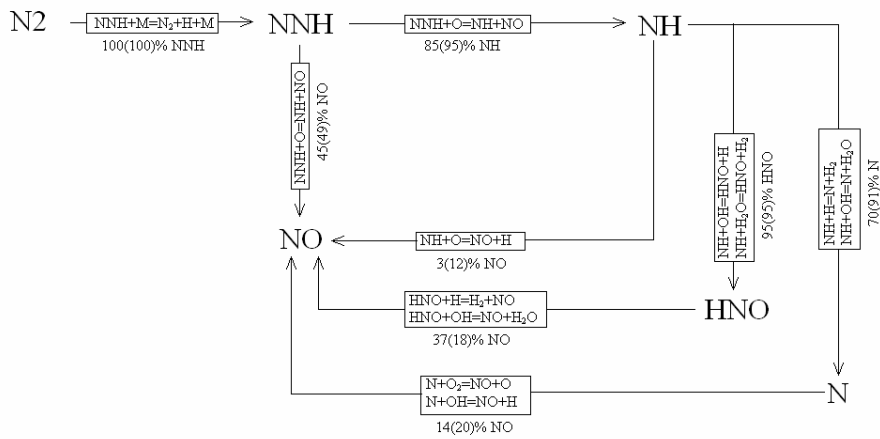 N2
NNH+M=N₂+H+M
100(100)% NNH
NNH
NNH+O=NH+NO
85(95)% NH
NH
NNH+O=NH+NO
45(49)% NO
NH+OH=HNO+H
NH+H₂O=HNO+H₂
95(95)% HNO
NH+H=N+H₂
NH+OH=N+H₂O
70(91)% N
NO
NH+O=NO+H
3(12)% NO
HNO+H=H₂+NO
HNO+OH=NO+H₂O
37(18)% NO
HNO
N+O₂=NO+O
N+OH=NO+H
14(20)% NO
N